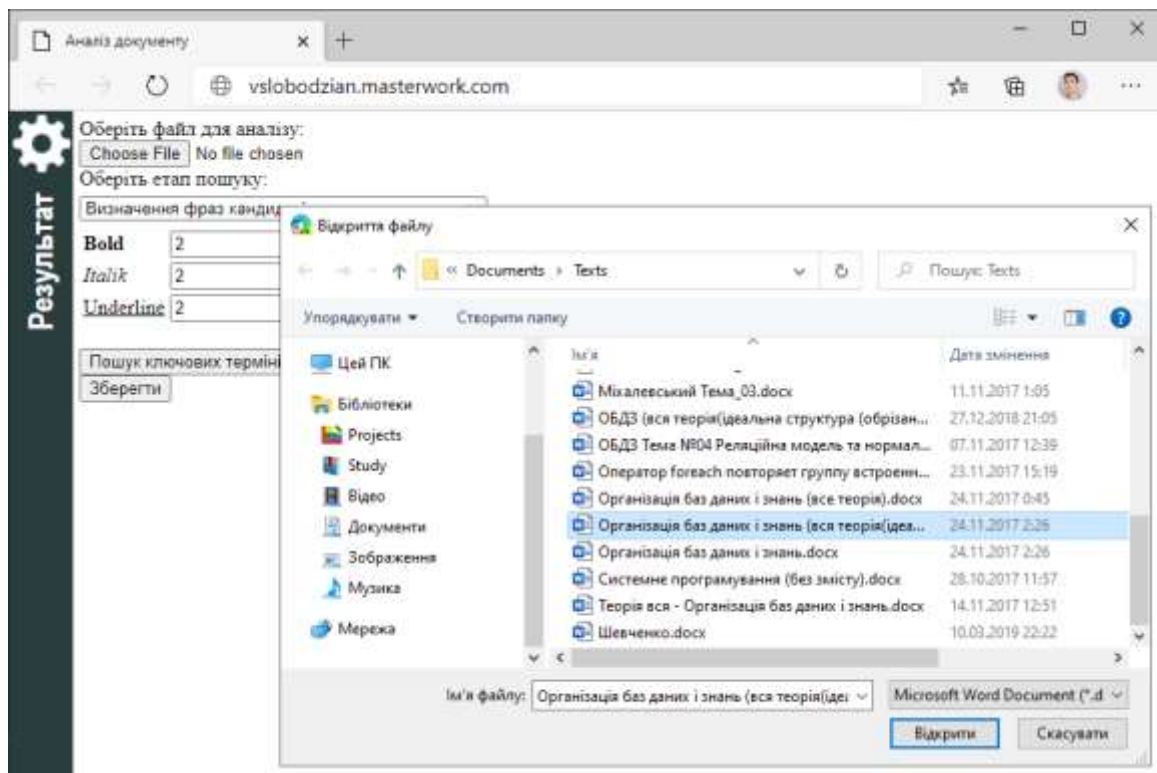 Аналіз документу
vslobodzian.masterwork.com
Результат
Оберіть файл для аналізу:
Choose File No file chosen
Оберіть етап пошуку:
Визначення фраз
Bold 2
Italik 2
Underline 2
Пошук ключових терміні
Зберегти
Відкриття файлу
« Documents › Texts
Пошук: Texts
Упорядкувати
Створити папку
Цей ПК
Бібліотеки
Projects
Study
Відео
Документи
Зображення
Музика
Мережа
Ім'я Дата змінення
Міхалевський Тема_03.docx 11.11.2017 1:05
ОБДЗ (вся теорія(ідеальна структура (обрізан... 27.12.2018 21:05
ОБДЗ Тема №04 Реляційна модель та нормал... 07.11.2017 12:39
Оператор foreach повторяет группу встроенн... 23.11.2017 15:19
Організація баз даних і знань (все теорія).docx 24.11.2017 0:45
Організація баз даних і знань (вся теорія(ідеа... 24.11.2017 2:26
Організація баз даних і знань.docx 24.11.2017 2:26
Системне програмування (без змісту).docx 28.10.2017 11:57
Теорія вся - Організація баз даних і знань.docx 14.11.2017 12:51
Шевченко.docx 10.03.2019 22:22
Ім'я файлу: Організація баз даних і знань (вся теорія(ідеа
Microsoft Word Document (*.d
Відкрити
Скасувати